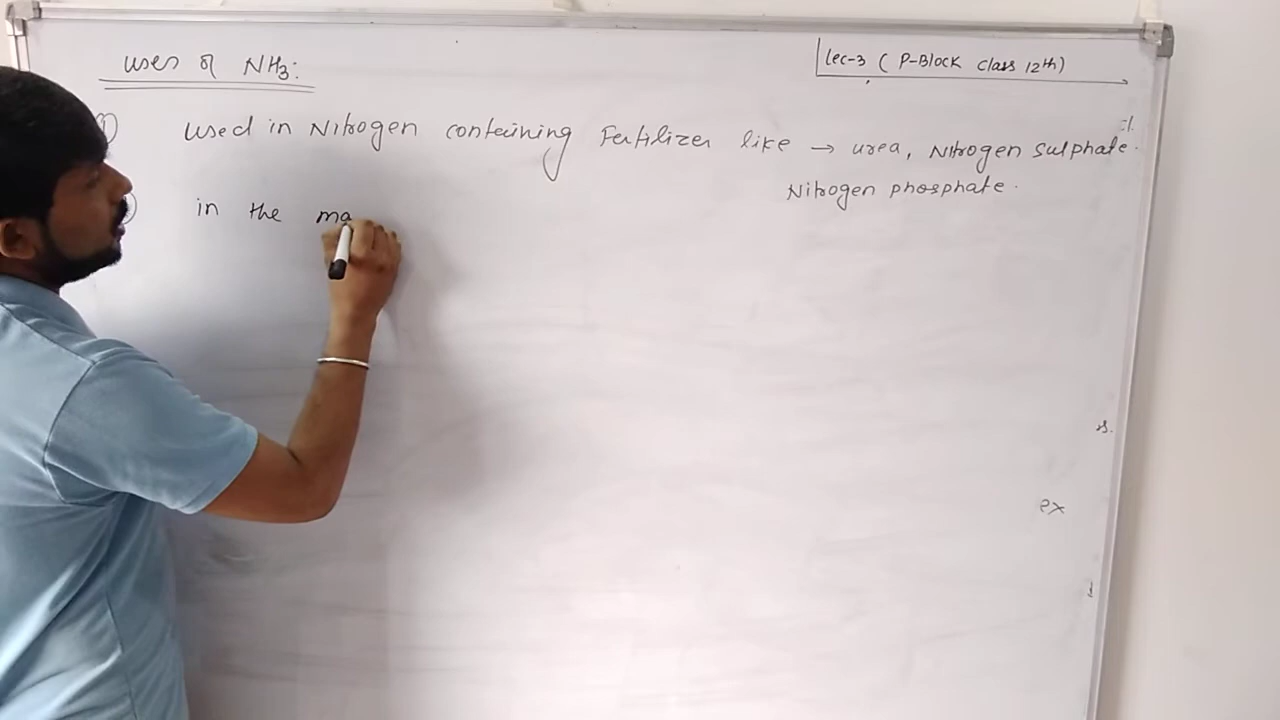 uses of NH3:
Lec-3 ( P-Block Class 12th)
1) used in Nitrogen containing Fertilizer like → urea, Nitrogen sulphate.
Nitrogen phosphate.
in the ma
ex